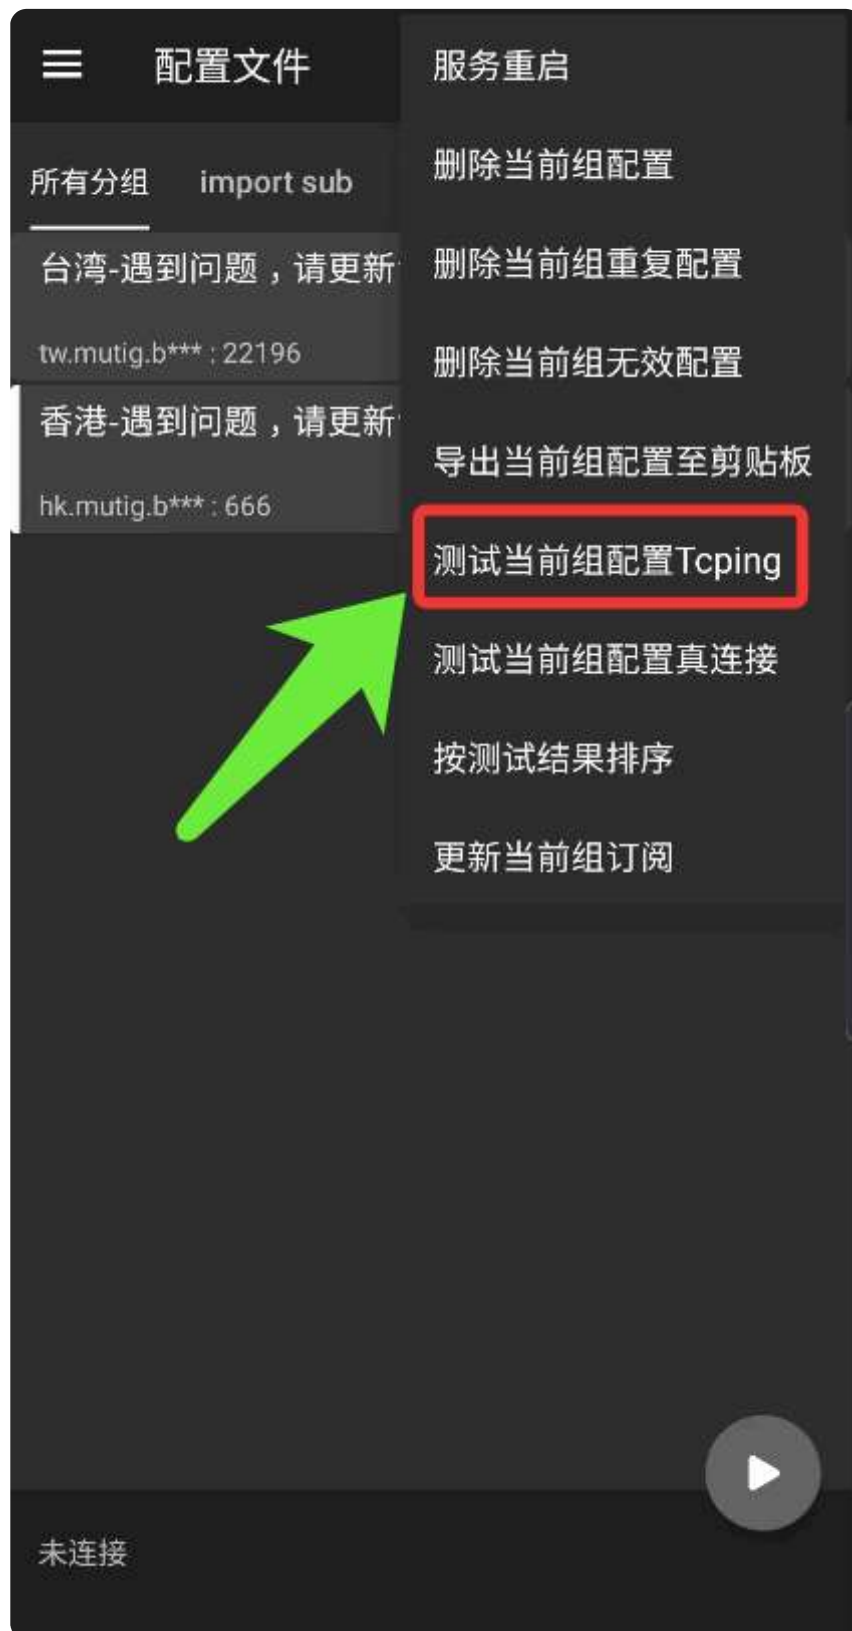 配置文件
所有分组
import sub
台湾-遇到问题，请更新
tw.mutig.b*** : 22196
香港-遇到问题，请更新
hk.mutig.b*** : 666
服务重启
删除当前组配置
删除当前组重复配置
删除当前组无效配置
导出当前组配置至剪贴板
测试当前组配置Tcping
测试当前组配置真连接
按测试结果排序
更新当前组订阅
未连接